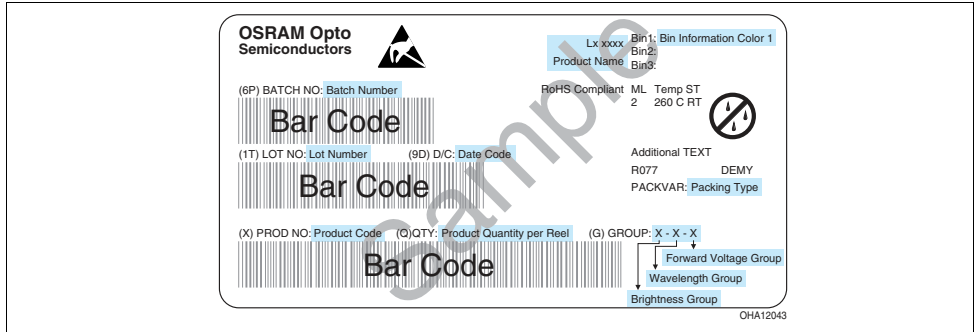 OSRAM Opto
Semiconductors
Lx xxxx
Product Name
Bin1: Bin Information Color 1
Bin2:
Bin3:
(6P) BATCH NO: Batch Number
Bar Code
RoHS Compliant ML Temp ST
2 260 C RT
(1T) LOT NO: Lot Number (9D) D/C: Date Code
Bar Code
Additional TEXT
R077 DEMY
PACKVAR: Packing Type
(X) PROD NO: Product Code (Q)QTY: Product Quantity per Reel (G) GROUP: X - X - X
Bar Code
Forward Voltage Group
Wavelength Group
Brightness Group
Sample
OHA12043